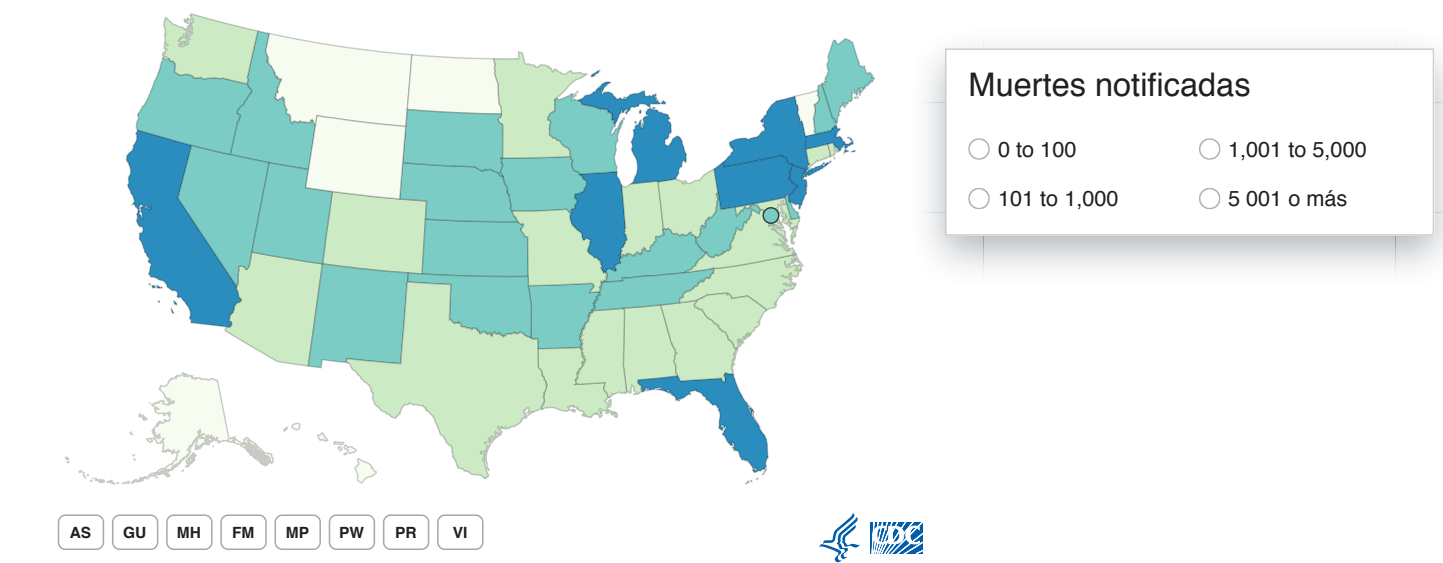 Muertes notificadas
0 to 100
1,001 to 5,000
101 to 1,000
5 001 o más
AS GU MH FM MP PW PR VI
CDC